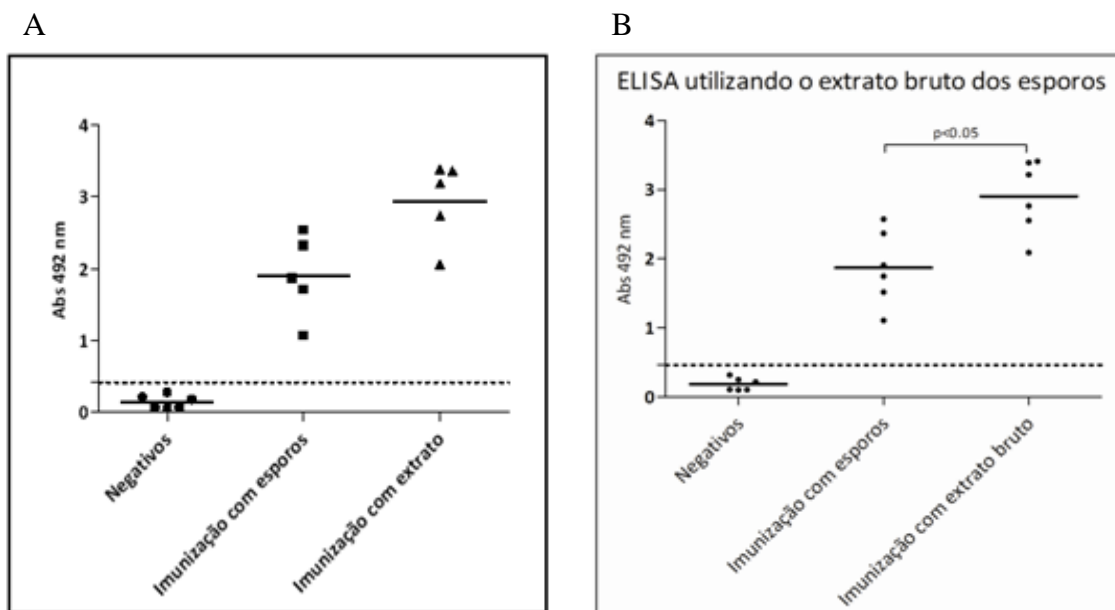 A
4
3
2
1
0
Abs 492 nm
Negativos
Imunização com esporos
Imunização com extrato
B
ELISA utilizando o extrato bruto dos esporos
p<0.05
4
3
2
1
0
Abs 492 nm
Negativos
Imunização com esporos
Imunização com extrato bruto